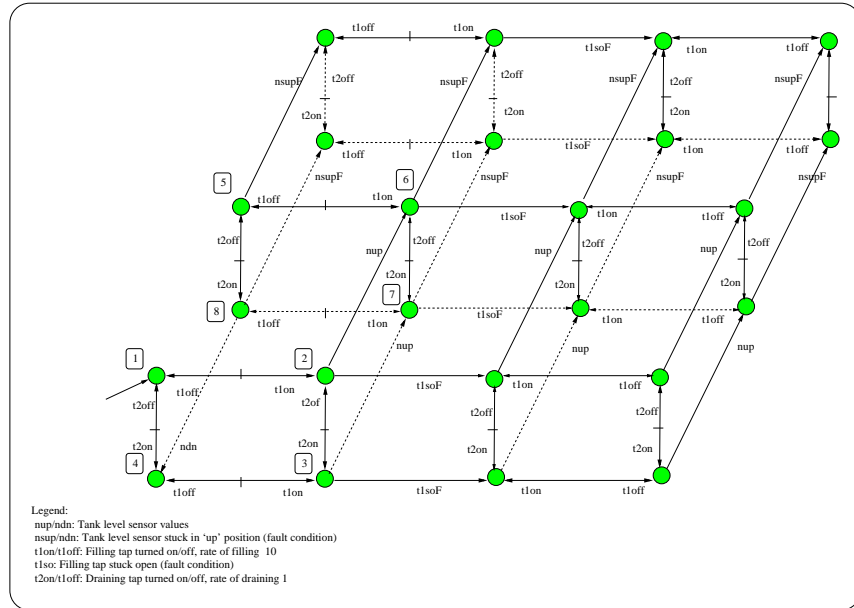 t1off t1on t1soF t1on t1off
nsupF t2off t2off nsupF t2off nsupF
t2on t2on t2on
t1off t1on t1soF t1on t1off
5 nsupF 6 nsupF nsupF nsupF
t1off t1on t1soF t1on t1off
t2off nup t2off nup t2off nup t2off
t2on t2on t2on t2on
8 7
t1off t1on t1soF t1on t1off
1 2 nup nup nup
t1off t1on t1soF t1on t1off
t2off t2of t2off t2off
t2on ndn t2on t2on t2on
4 3
t1off t1on t1soF t1on t1off
Legend:
nup/ndn: Tank level sensor values
nsup/ndn: Tank level sensor stuck in ‘up’ position (fault condition)
t1on/t1off: Filling tap turned on/off, rate of filling 10
t1so: Filling tap stuck open (fault condition)
t2on/t1off: Draining tap turned on/off, rate of draining 1